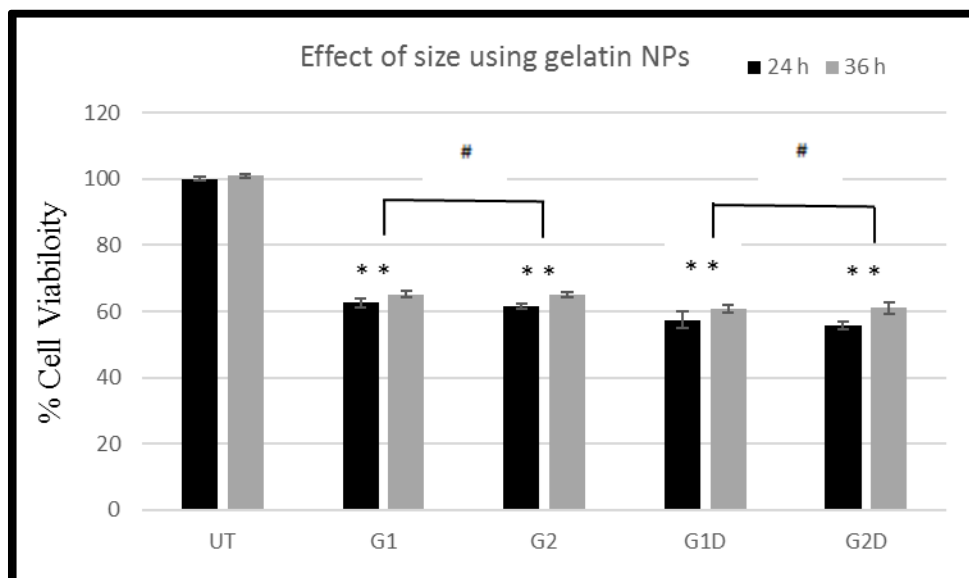 Effect of size using gelatin NPs
24 h 36 h
% Cell Viabiloity
120
100
80
60
40
20
0
# #
* * * * * * * *
UT G1 G2 G1D G2D